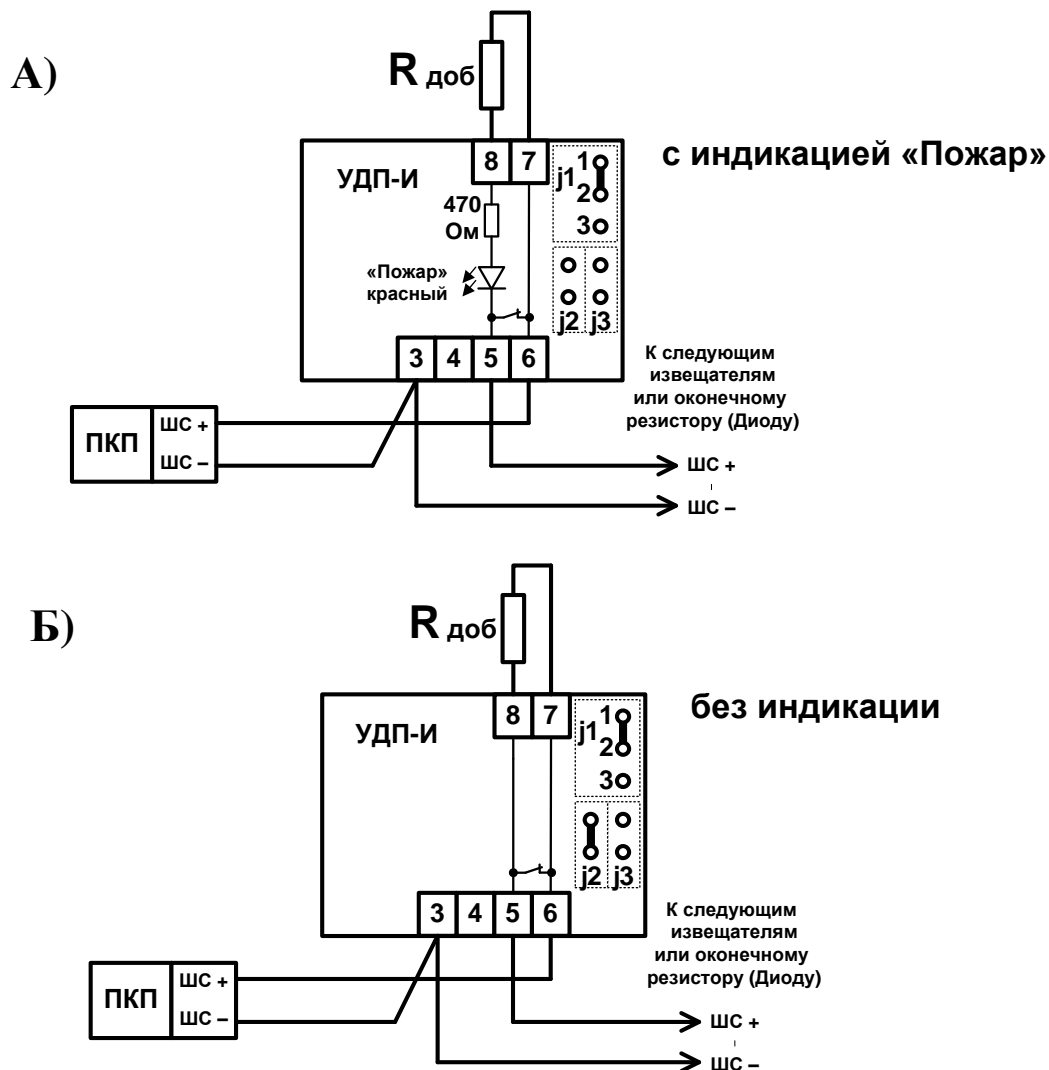 А)
R доб
с индикацией «Пожар»
УДП-И
8 7
j1
1
2
3
470
Ом
«Пожар»
красный
j2 j3
3 4 5 6
К следующим
извещателям
или оконечному
резистору (Диоду)
ПКП
ШС +
ШС –
ШС +
ШС –
Б)
R доб
без индикации
УДП-И
8 7
j1
1
2
3
j2 j3
3 4 5 6
К следующим
извещателям
или оконечному
резистору (Диоду)
ПКП
ШС +
ШС –
ШС +
ШС –